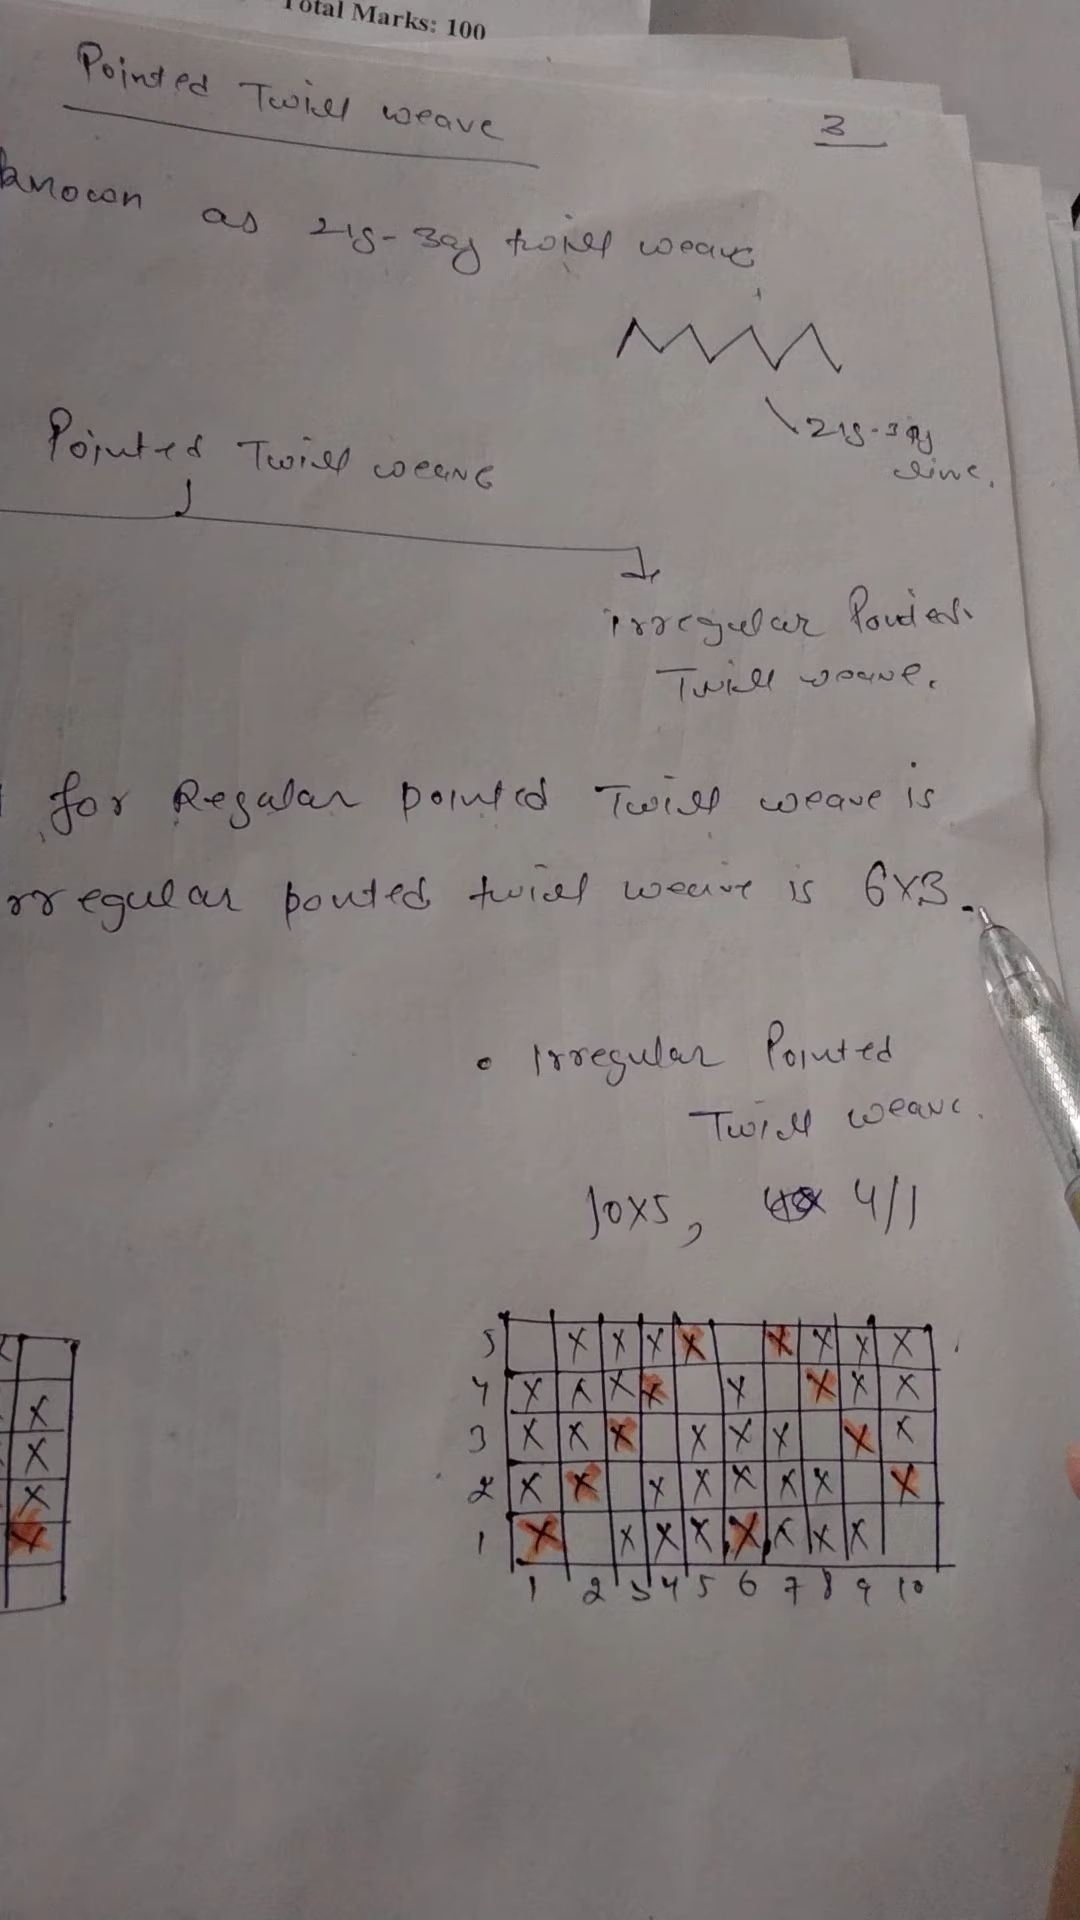 Total Marks: 100
Pointed Twill weave
3
known as zig-zag twill weave
zig-zag
line.
Pointed Twill weave
irregular Pointed
Twill weave.
for Regular pointed Twill weave is
rregular pointed twill weave is 6x3.
• Irregular Pointed
Twill weave.
10x5, 4/1
5 X X X X X X X X
4 X X X X X X X X
3 X X X X X X X X
2 X X X X X X X X
1 X X X X X X X X
1 2 3 4 5 6 7 8 9 10
X
X
X
X